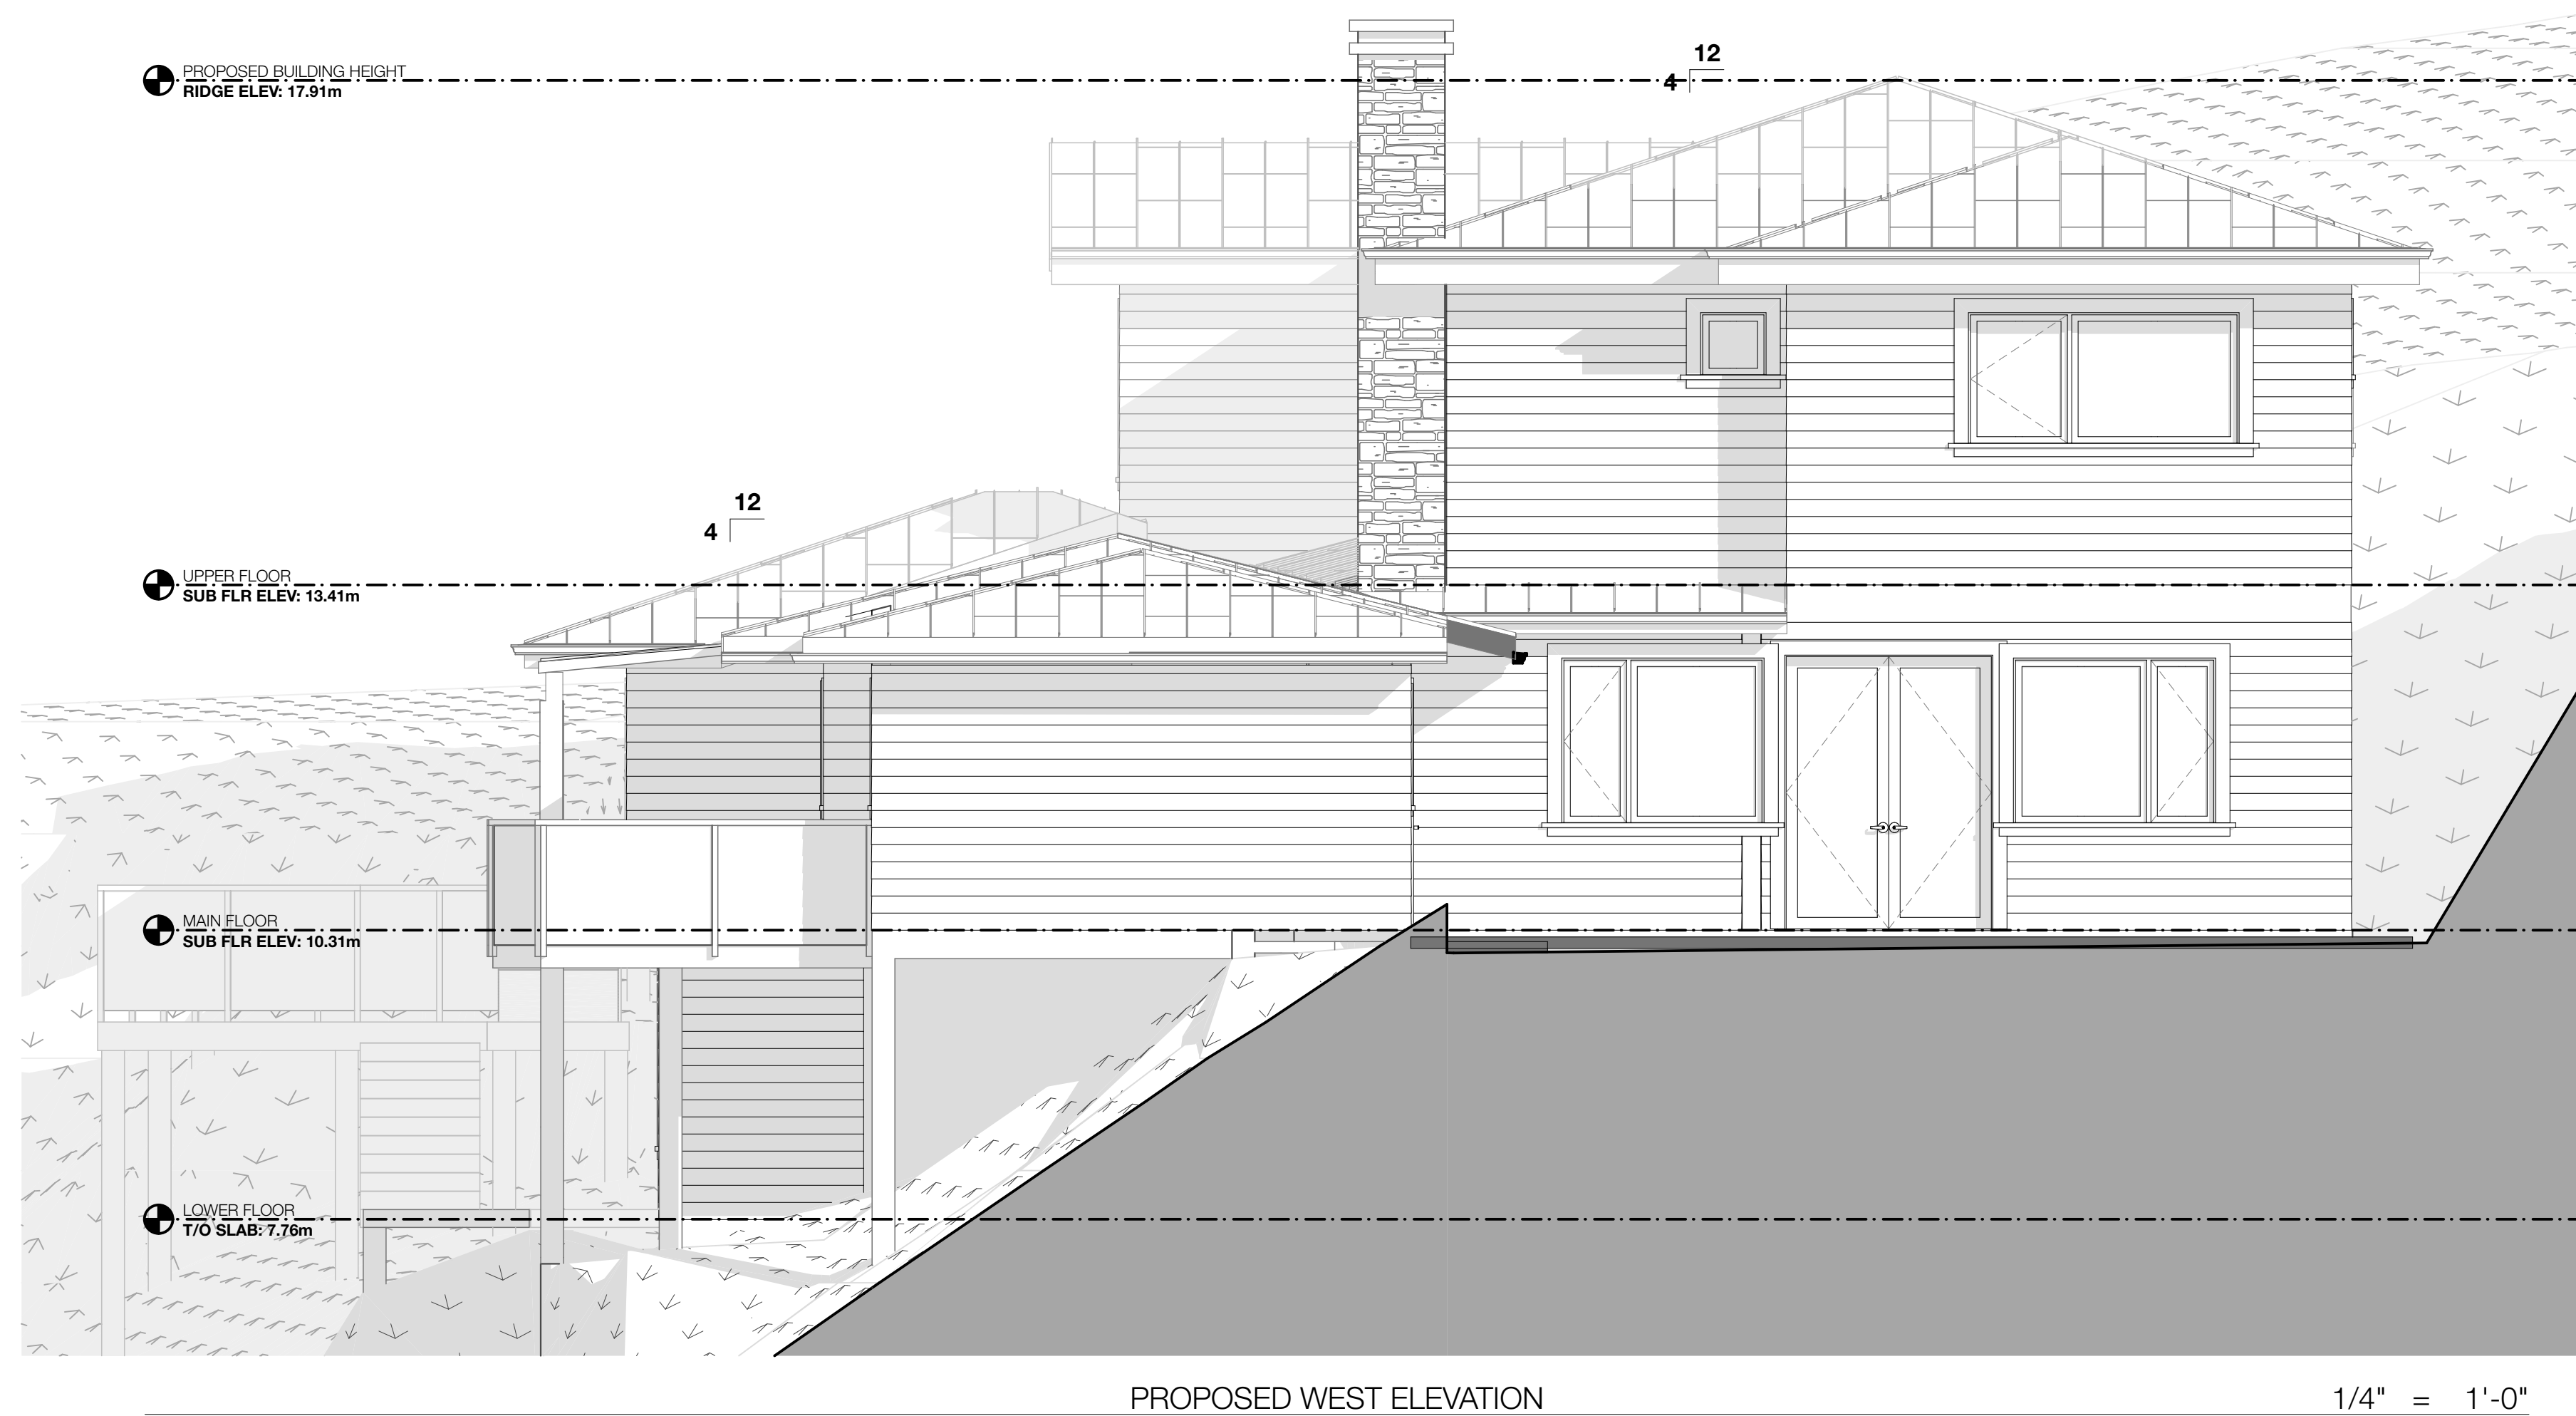 PROPOSED BUILDING HEIGHT
RIDGE ELEV: 17.91m
12
4
12
4
UPPER FLOOR
SUB FLR ELEV: 13.41m
MAIN FLOOR
SUB FLR ELEV: 10.31m
LOWER FLOOR
T/O SLAB: 7.76m
PROPOSED WEST ELEVATION
1/4" = 1'-0"